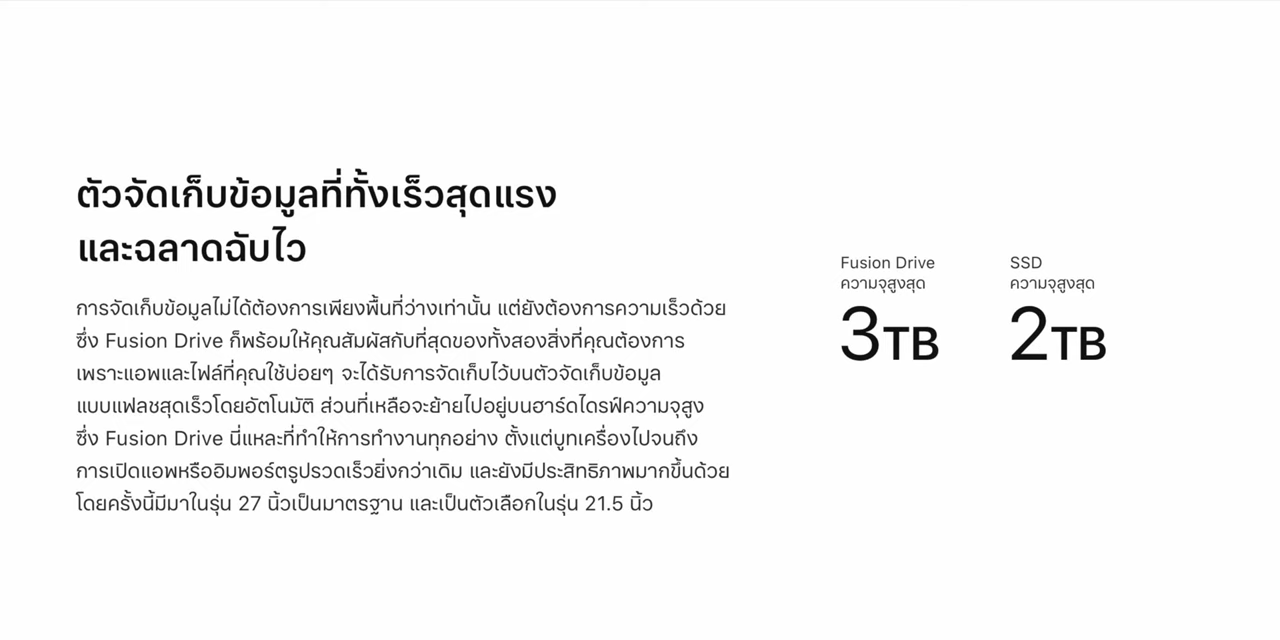 ตัวจัดเก็บข้อมูลที่ทั้งเร็วสุดแรง
และฉลาดฉับไว
การจัดเก็บข้อมูลไม่ได้ต้องการเพียงพื้นที่ว่างเท่านั้น แต่ยังต้องการความเร็วด้วย
ซึ่ง Fusion Drive ก็พร้อมให้คุณสัมผัสกับที่สุดของทั้งสองสิ่งที่คุณต้องการ
เพราะแอพและไฟล์ที่คุณใช้บ่อยๆ จะได้รับการจัดเก็บไว้บนตัวจัดเก็บข้อมูล
แบบแฟลชสุดเร็วโดยอัตโนมัติ ส่วนที่เหลือจะย้ายไปอยู่บนฮาร์ดไดรฟ์ความจุสูง
ซึ่ง Fusion Drive นี่แหละที่ทำให้การทำงานทุกอย่าง ตั้งแต่บูทเครื่องไปจนถึง
การเปิดแอพหรืออิมพอร์ตรูปรวดเร็วยิ่งกว่าเดิม และยังมีประสิทธิภาพมากขึ้นด้วย
โดยครั้งนี้มีมาในรุ่น 27 นิ้วเป็นมาตรฐาน และเป็นตัวเลือกในรุ่น 21.5 นิ้ว
Fusion Drive
ความจุสูงสุด
3TB
SSD
ความจุสูงสุด
2TB